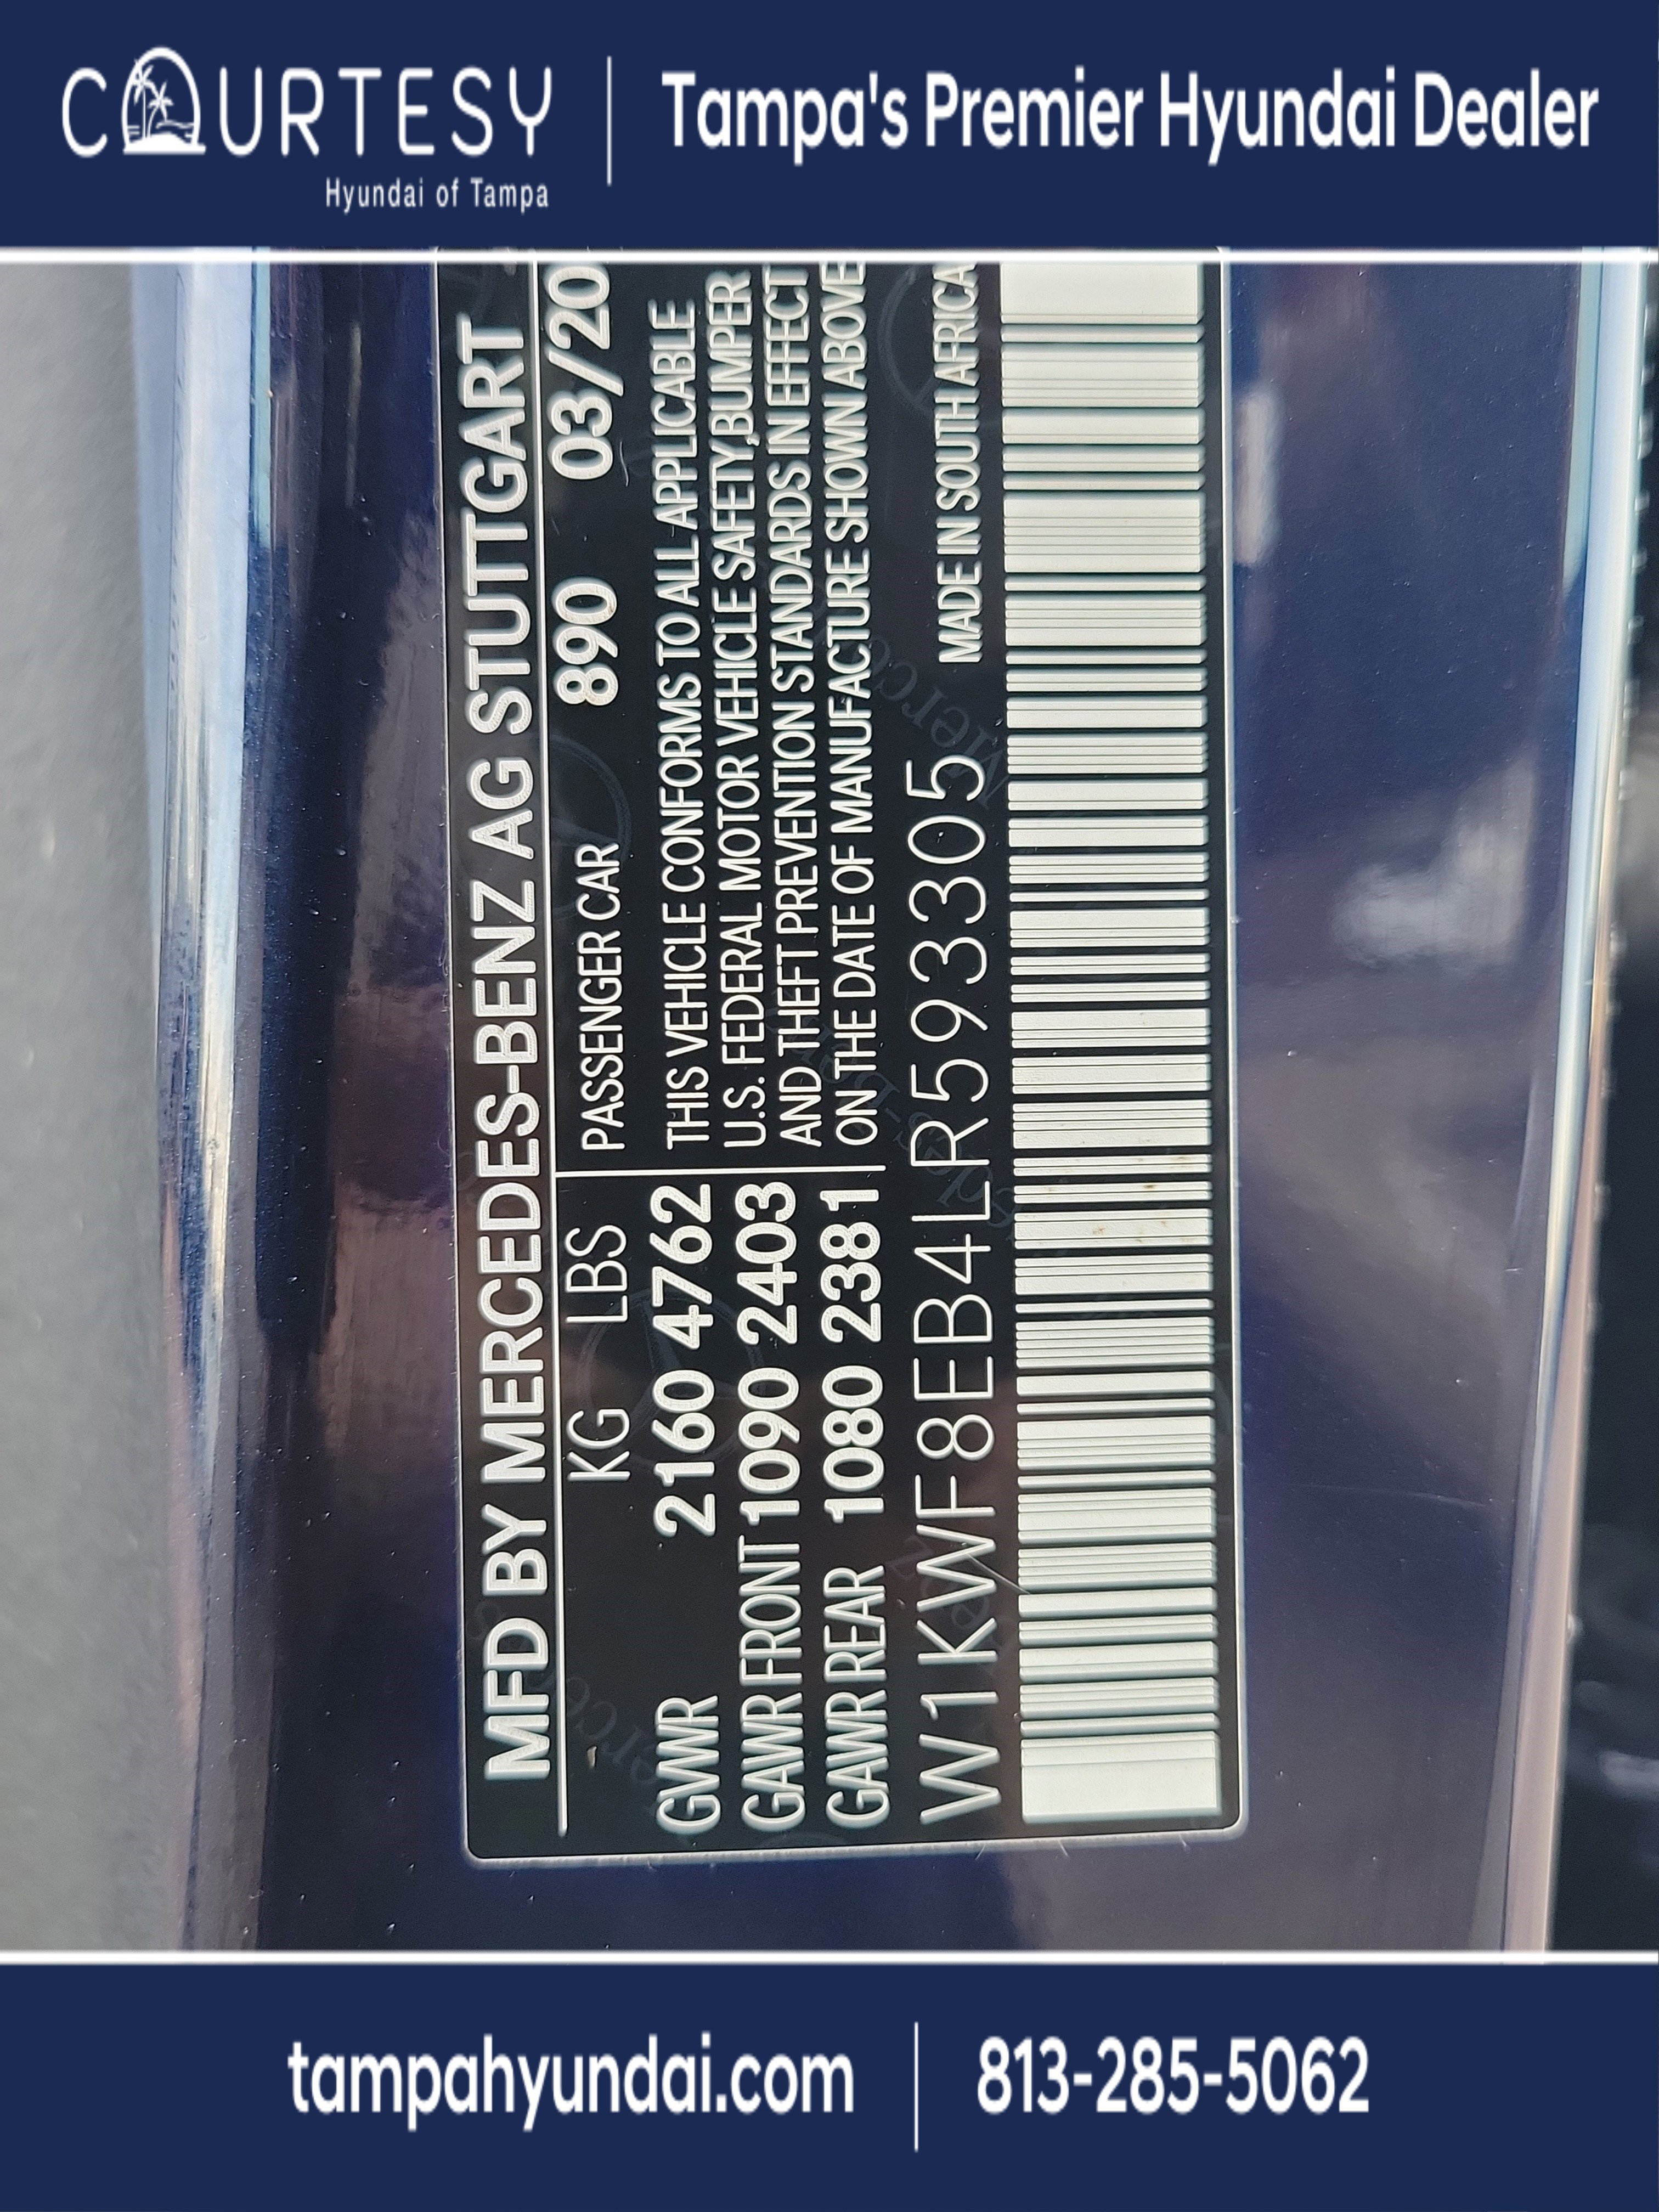 COURTESY
Hyundai of Tampa
Tampa's Premier Hyundai Dealer
MFD BY MERCEDES-BENZ AG STUTTGART
KG LBS PASSENGER CAR 890 03/20
GVWR 2160 4762 THIS VEHICLE CONFORMS TO ALL APPLICABLE
GAWR FRONT 1090 2403 U.S. FEDERAL MOTOR VEHICLE SAFETY,BUMPER
AND THEFT PREVENTION STANDARDS IN EFFECT
GAWR REAR 1080 2381 ON THE DATE OF MANUFACTURE SHOWN ABOVE
W1KWF8EB4LR593305 MADE IN SOUTH AFRICA
tampahyundai.com
813-285-5062